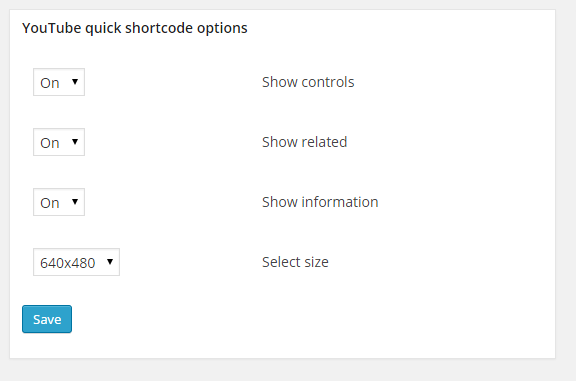 YouTube quick shortcode options
On Show controls
On Show related
On Show information
640x480 Select size
Save